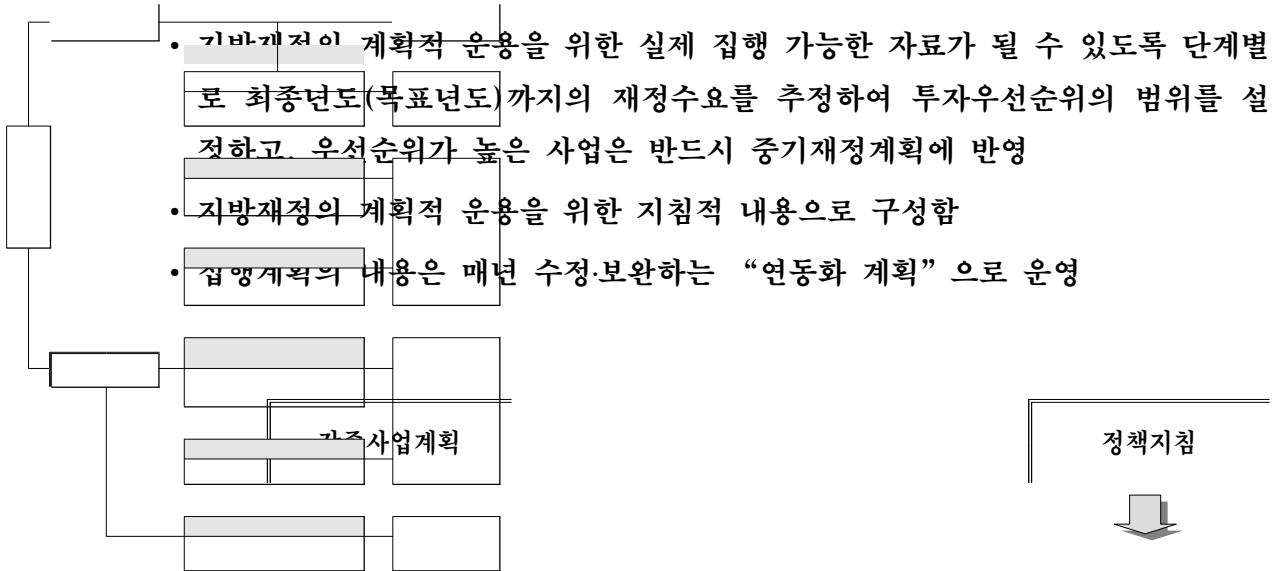 • 지방재정의 계획적 운용을 위한 실제 집행 가능한 자료가 될 수 있도록 단계별
로 최종년도(목표년도)까지의 재정수요를 추정하여 투자우선순위의 범위를 설
정하고, 우선순위가 높은 사업은 반드시 중기재정계획에 반영
• 지방재정의 계획적 운용을 위한 지침적 내용으로 구성함
• 집행계획의 내용은 매년 수정·보완하는 “연동화 계획”으로 운영
각종사업계획
정책지침